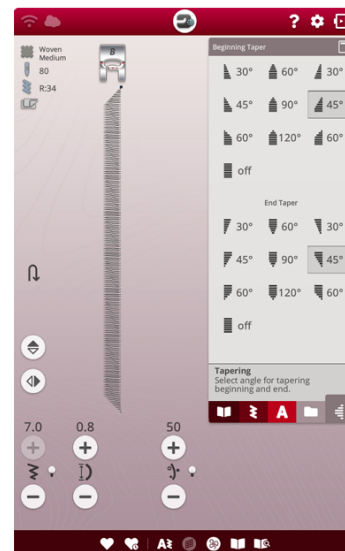 ?
Woven
Medium
80
R:34
B
Beginning Taper
30° 60° 30°
45° 90° 45°
60° 120° 60°
off
End Taper
30° 60° 30°
45° 90° 45°
60° 120° 60°
off
Tapering
Select angle for tapering
beginning and end.
A
7.0 0.8 50
A